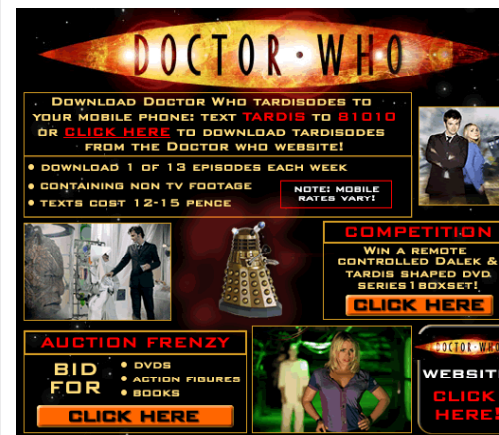 DOCTOR · WHO
DOWNLOAD DOCTOR WHO TARDISODES TO
YOUR MOBILE PHONE: TEXT TARDIS TO 81010
OR CLICK HERE TO DOWNLOAD TARDISODES
FROM THE DOCTOR WHO WEBSITE!
• DOWNLOAD 1 OF 13 EPISODES EACH WEEK
• CONTAINING NON TV FOOTAGE
• TEXTS COST 12-15 PENCE
NOTE: MOBILE
RATES VARY!
COMPETITION
WIN A REMOTE
CONTROLLED DALEK &
TARDIS SHAPED DVD
SERIES 1 BOXSET!
CLICK HERE
AUCTION FRENZY
BID
FOR
• DVDS
• ACTION FIGURES
• BOOKS
CLICK HERE
DOCTOR · WHO
WEBSIT
CLICK
HERE!